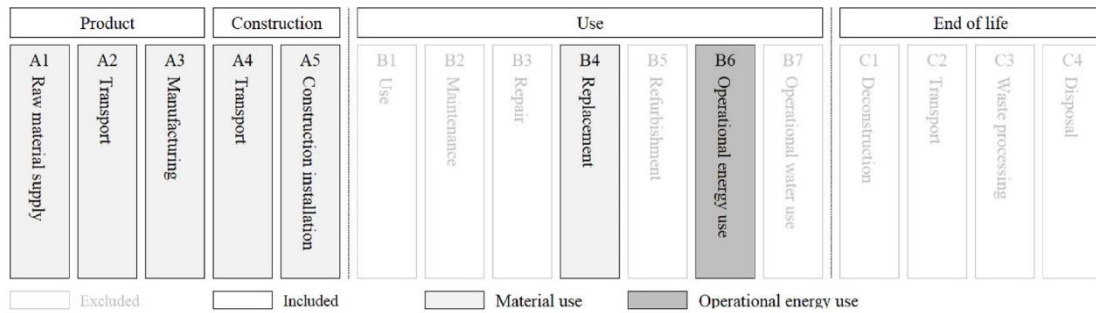 Product Construction Use End of life
A1 A2 A3 A4 A5 B1 B2 B3 B4 B5 B6 B7 C1 C2 C3 C4
Raw material supply
Transport
Manufacturing
Transport
Construction installation
Use
Maintenance
Repair
Replacement
Refurbishment
Operational energy use
Operational water use
Deconstruction
Transport
Waste processing
Disposal
Excluded Included Material use Operational energy use